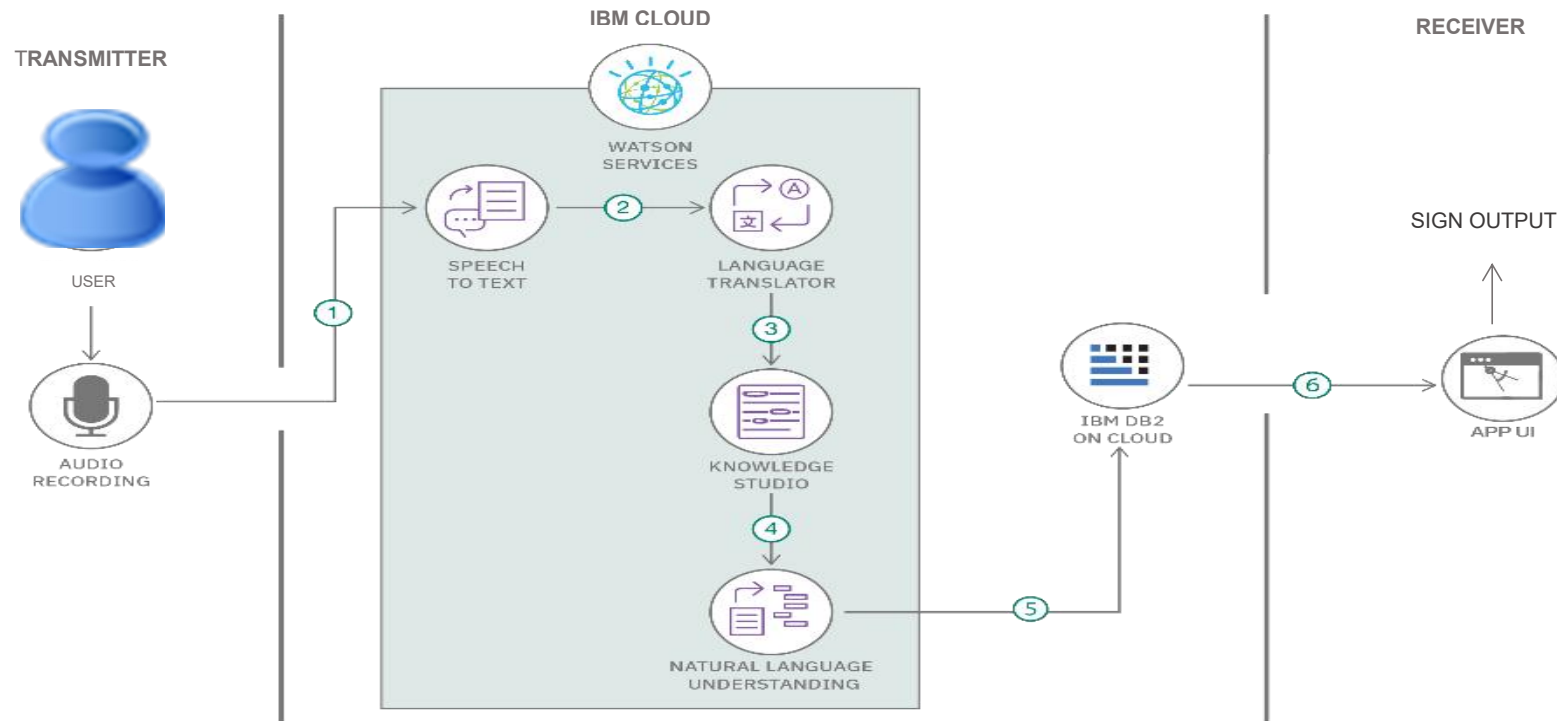 IBM CLOUD
RECEIVER
TRANSMITTER
WATSON
SERVICES
A
文
2
SIGN OUTPUT
SPEECH
TO TEXT
LANGUAGE
TRANSLATOR
USER
1
3
6
IBM DB2
ON CLOUD
APP UI
AUDIO
RECORDING
KNOWLEDGE
STUDIO
4
5
NATURAL LANGUAGE
UNDERSTANDING